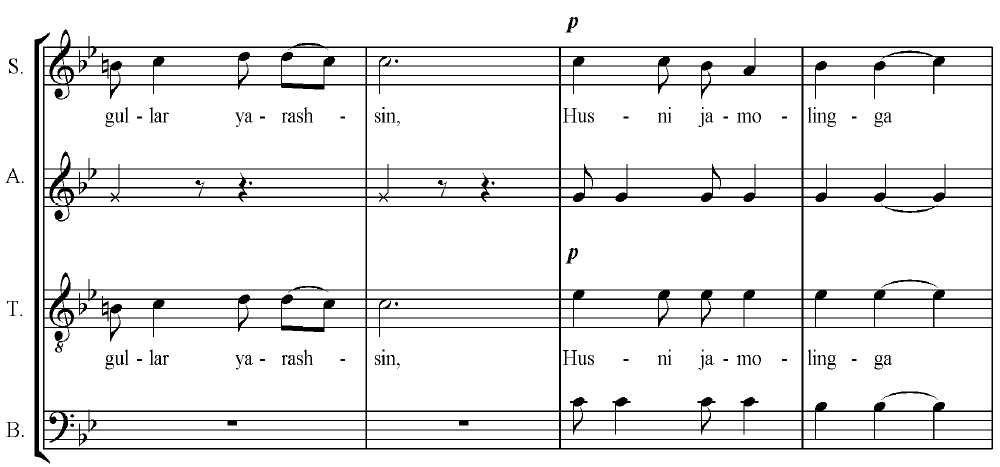 p
S.
gul - lar ya - rash - sin, Hus - ni ja - mo - ling - ga
A.
p
T.
8
gul - lar ya - rash - sin, Hus - ni ja - mo - ling - ga
B.